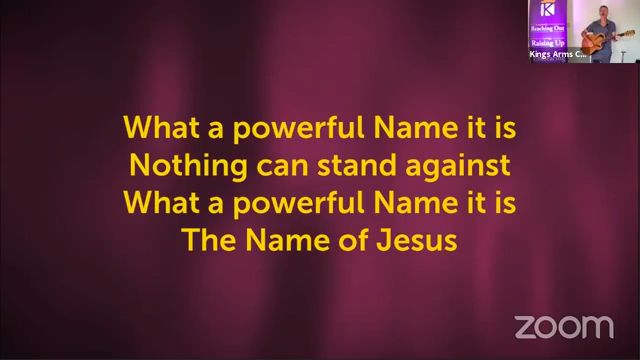 K
Reaching Out
Raising Up
Kings Arms C...
What a powerful Name it is
Nothing can stand against
What a powerful Name it is
The Name of Jesus
zoom